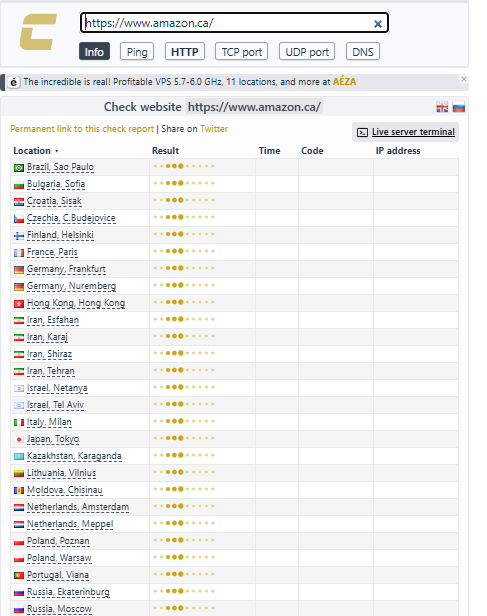 https://www.amazon.ca/ ×
Info Ping HTTP TCP port UDP port DNS
The incredible is real! Profitable VPS 5.7-6.0 GHz, 11 locations, and more at AÉZA ×
Check website https://www.amazon.ca/
Permanent link to this check report | Share on Twitter
Live server terminal
Location Result Time Code IP address
Brazil, Sao Paulo
Bulgaria, Sofia
Croatia, Sisak
Czechia, C.Budejovice
Finland, Helsinki
France, Paris
Germany, Frankfurt
Germany, Nuremberg
Hong Kong, Hong Kong
Iran, Esfahan
Iran, Karaj
Iran, Shiraz
Iran, Tehran
Israel, Netanya
Israel, Tel Aviv
Italy, Milan
Japan, Tokyo
Kazakhstan, Karaganda
Lithuania, Vilnius
Moldova, Chisinau
Netherlands, Amsterdam
Netherlands, Meppel
Poland, Poznan
Poland, Warsaw
Portugal, Viana
Russia, Ekaterinburg
Russia, Moscow